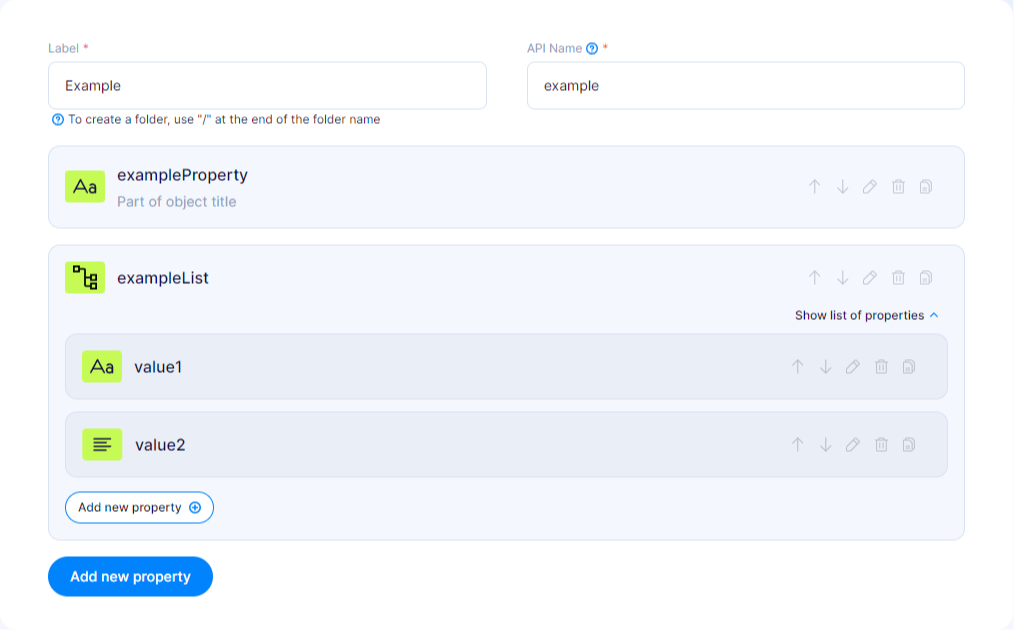 Label *
API Name *
Example
example
To create a folder, use "/" at the end of the folder name
Aa
exampleProperty
Part of object title
exampleList
Show list of properties
Aa
value1
value2
Add new property
Add new property